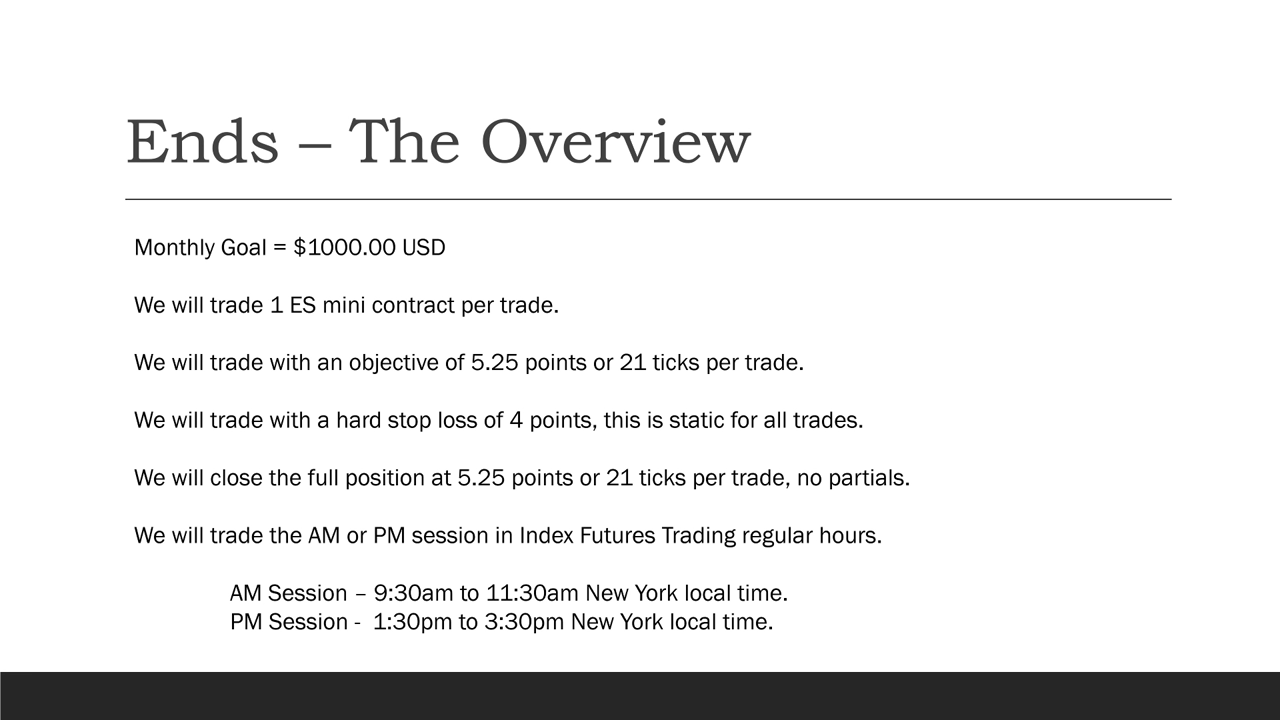 Ends – The Overview
Monthly Goal = $1000.00 USD
We will trade 1 ES mini contract per trade.
We will trade with an objective of 5.25 points or 21 ticks per trade.
We will trade with a hard stop loss of 4 points, this is static for all trades.
We will close the full position at 5.25 points or 21 ticks per trade, no partials.
We will trade the AM or PM session in Index Futures Trading regular hours.
AM Session – 9:30am to 11:30am New York local time.
PM Session -  1:30pm to 3:30pm New York local time.